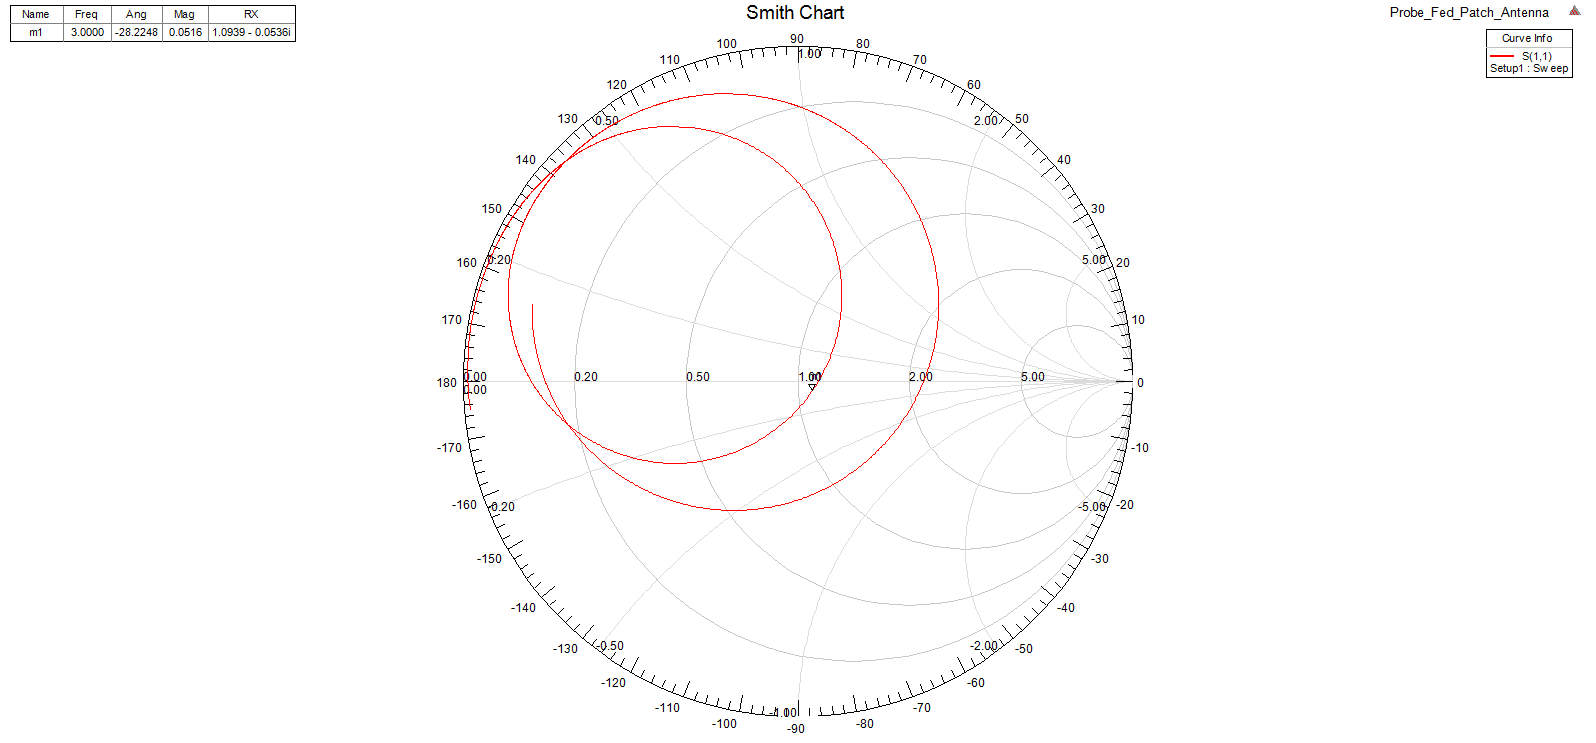 Smith Chart
Probe_Fed_Patch_Antenna
Name Freq Ang Mag RX
m1 3.0000 -28.2248 0.0516 1.0939 - 0.0536i
Curve Info
S(1,1)
Setup1 : Sweep
90
100 80
1.00
110 70
120 60
130 0.50 2.00 50
140 40
150 30
160 0.20 5.00 20
170 10
180 0.00 0.20 0.50 1.00 2.00 5.00 0
-170 -10
-160 -0.20 -5.00 -20
-150 -30
-140 -40
-130 -0.50 -2.00 -50
-120 -60
-110 -1.00 -70
-100 -80
-90